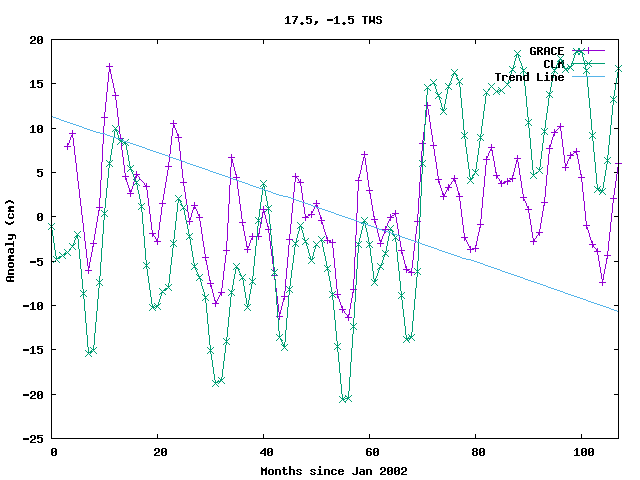 17.5, -1.5 TWS
GRACE
CLM
Trend Line
20
15
10
5
0
-5
-10
-15
-20
-25
Anomaly (cm)
0 20 40 60 80 100
Months since Jan 2002